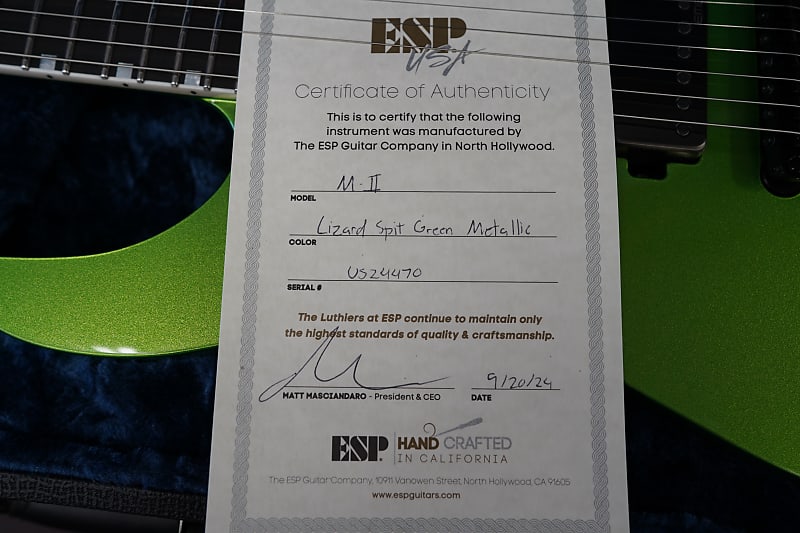 ESP
USA
Certificate of Authenticity
This is to certify that the following
instrument was manufactured by
The ESP Guitar Company in North Hollywood.
M-II
MODEL
Lizard Spit Green Metallic
COLOR
US24470
SERIAL #
The Luthiers at ESP continue to maintain only
the highest standards of quality & craftsmanship.
9/20/24
MATT MASCIANDARO - President & CEO DATE
ESP HAND CRAFTED
IN CALIFORNIA
The ESP Guitar Company, 10911 Vanowen Street, North Hollywood, CA 91605
www.espguitars.com